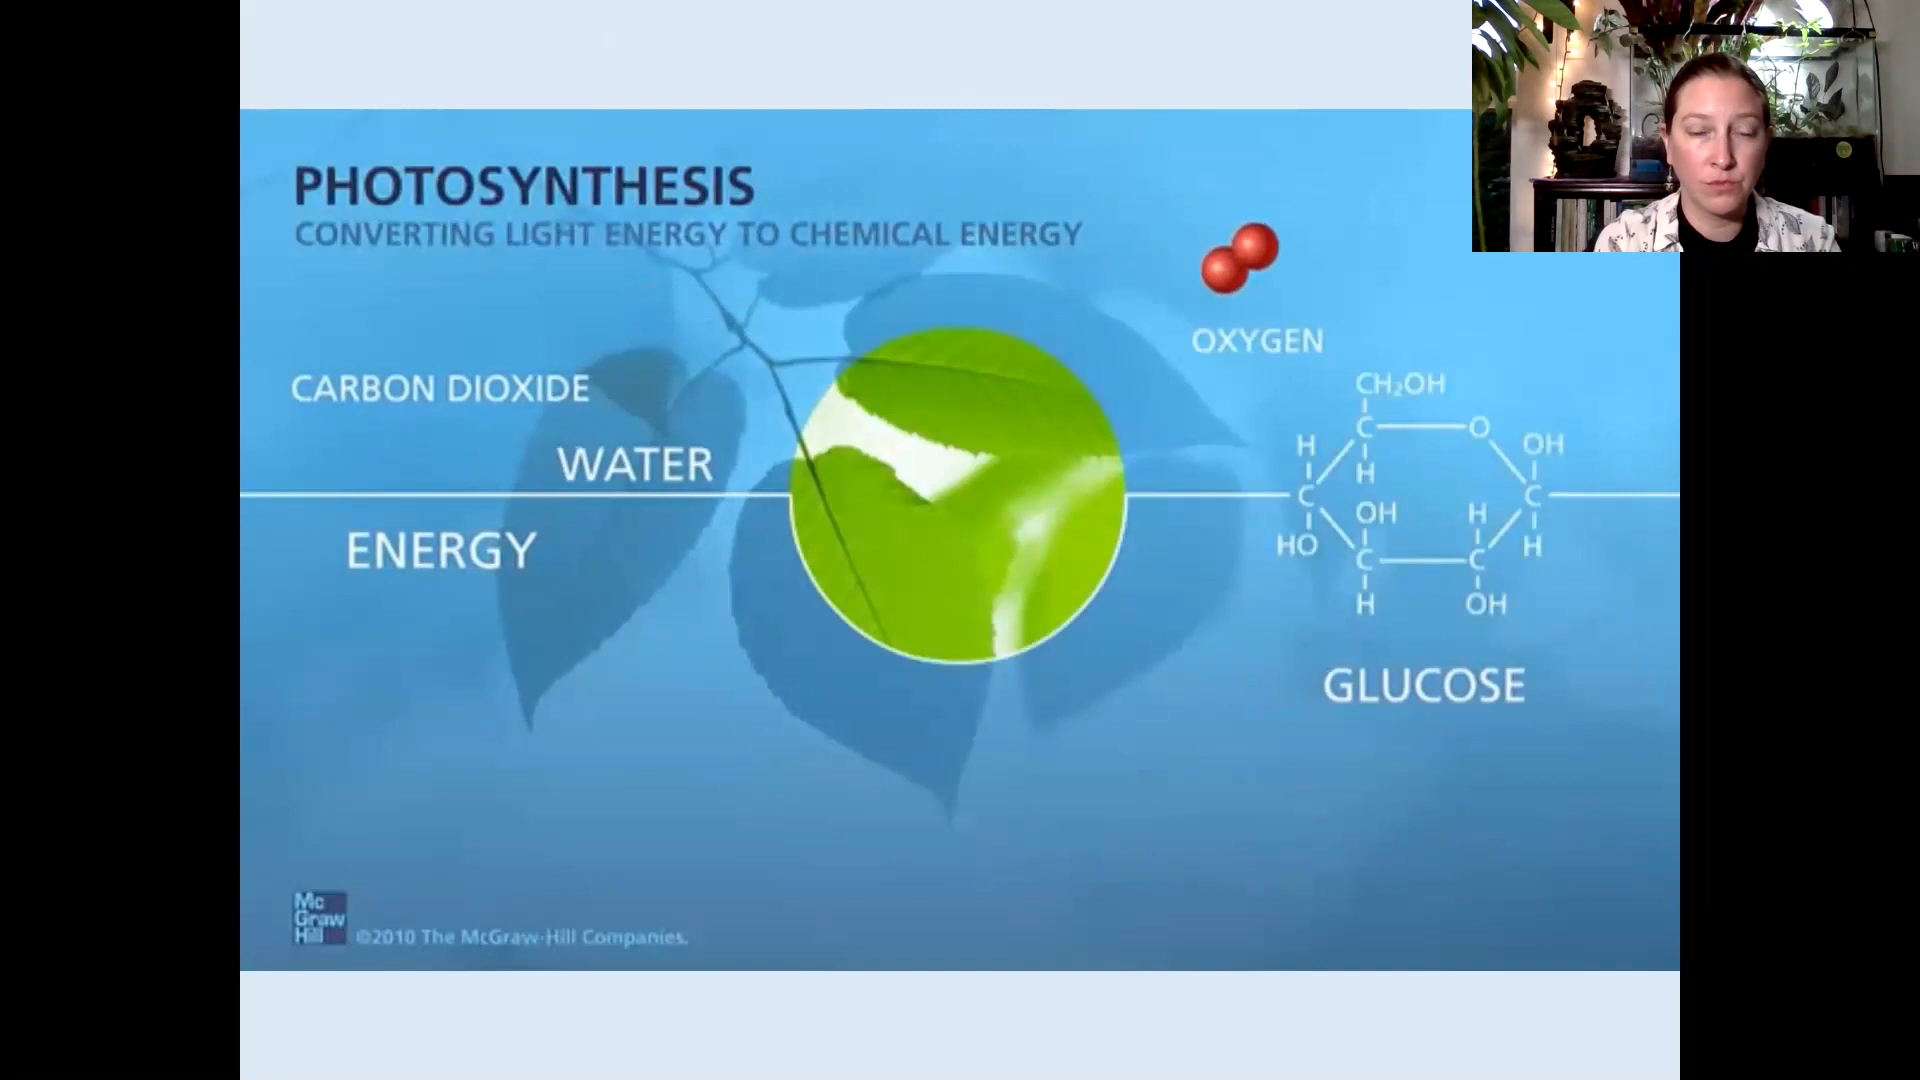 PHOTOSYNTHESIS
CONVERTING LIGHT ENERGY TO CHEMICAL ENERGY
OXYGEN
CARBON DIOXIDE
WATER
ENERGY
CH₂OH
C O
H OH
H
C C
OH H
HO H
C C
H OH
GLUCOSE
Mc
Graw
Hill
©2010 The McGraw-Hill Companies.